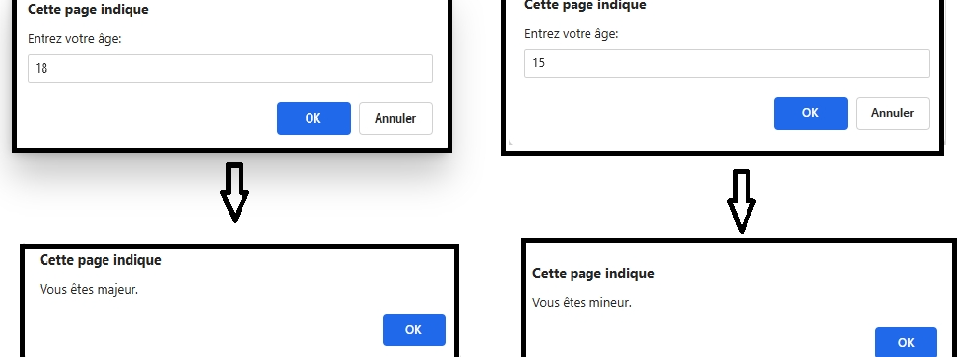 Cette page indique
Entrez votre âge:
18
OK
Annuler
Cette page indique
Vous êtes majeur.
OK
Cette page indique
Entrez votre âge:
15
OK
Annuler
Cette page indique
Vous êtes mineur.
OK